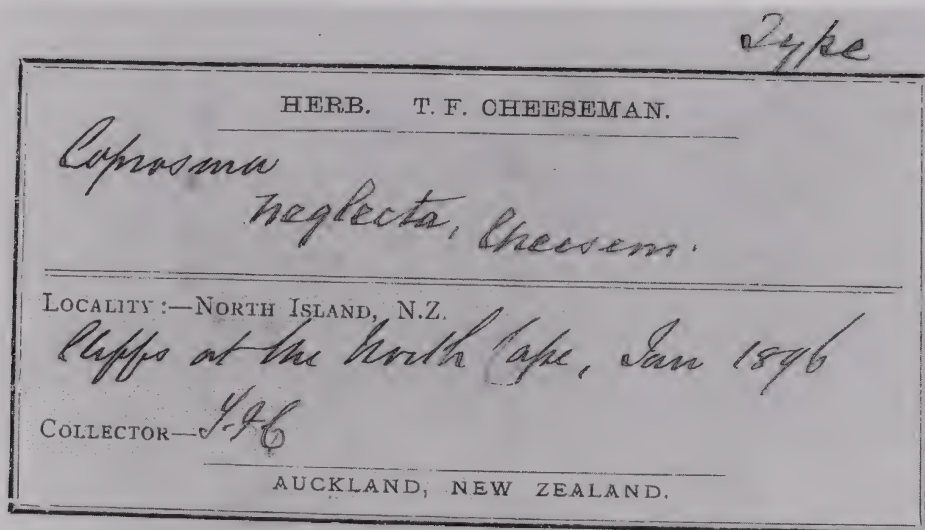 Type
HERB. T. F. CHEESEMAN.
Coprosma
neglecta, Cheesem.
LOCALITY:—NORTH ISLAND, N.Z.
Cliffs at the North Cape, Jan 1896
COLLECTOR—T.F.C
AUCKLAND, NEW ZEALAND.